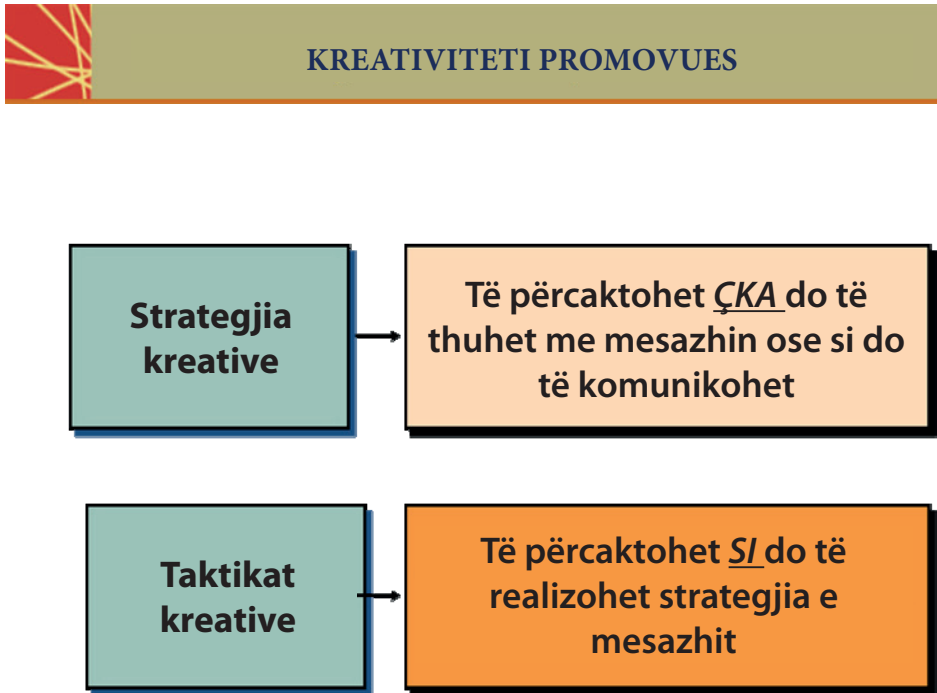 KREATIVITETI PROMOVUES
Strategjia
kreative
Të përcaktohet ÇKA do të
thuhet me mesazhin ose si do
të komunikohet
Taktikat
kreative
Të përcaktohet SI do të
realizohet strategjia e
mesazhit